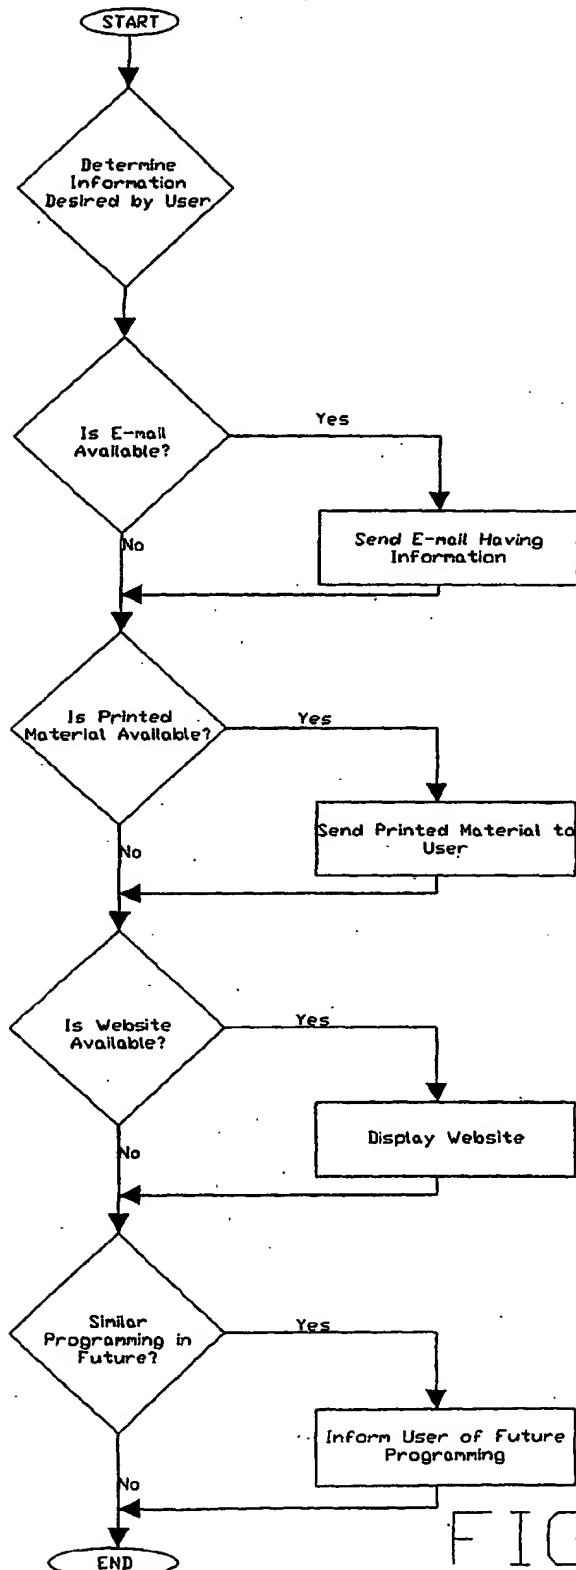 START
Determine
Information
Desired by User
Is E-mail
Available?
Yes
Send E-mail Having
Information
No
Is Printed
Material Available?
Yes
Send Printed Material to
User
No
Is Website
Available?
Yes
Display Website
No
Similar
Programming in
Future?
Yes
Inform User of Future
Programming
No
END
FIG